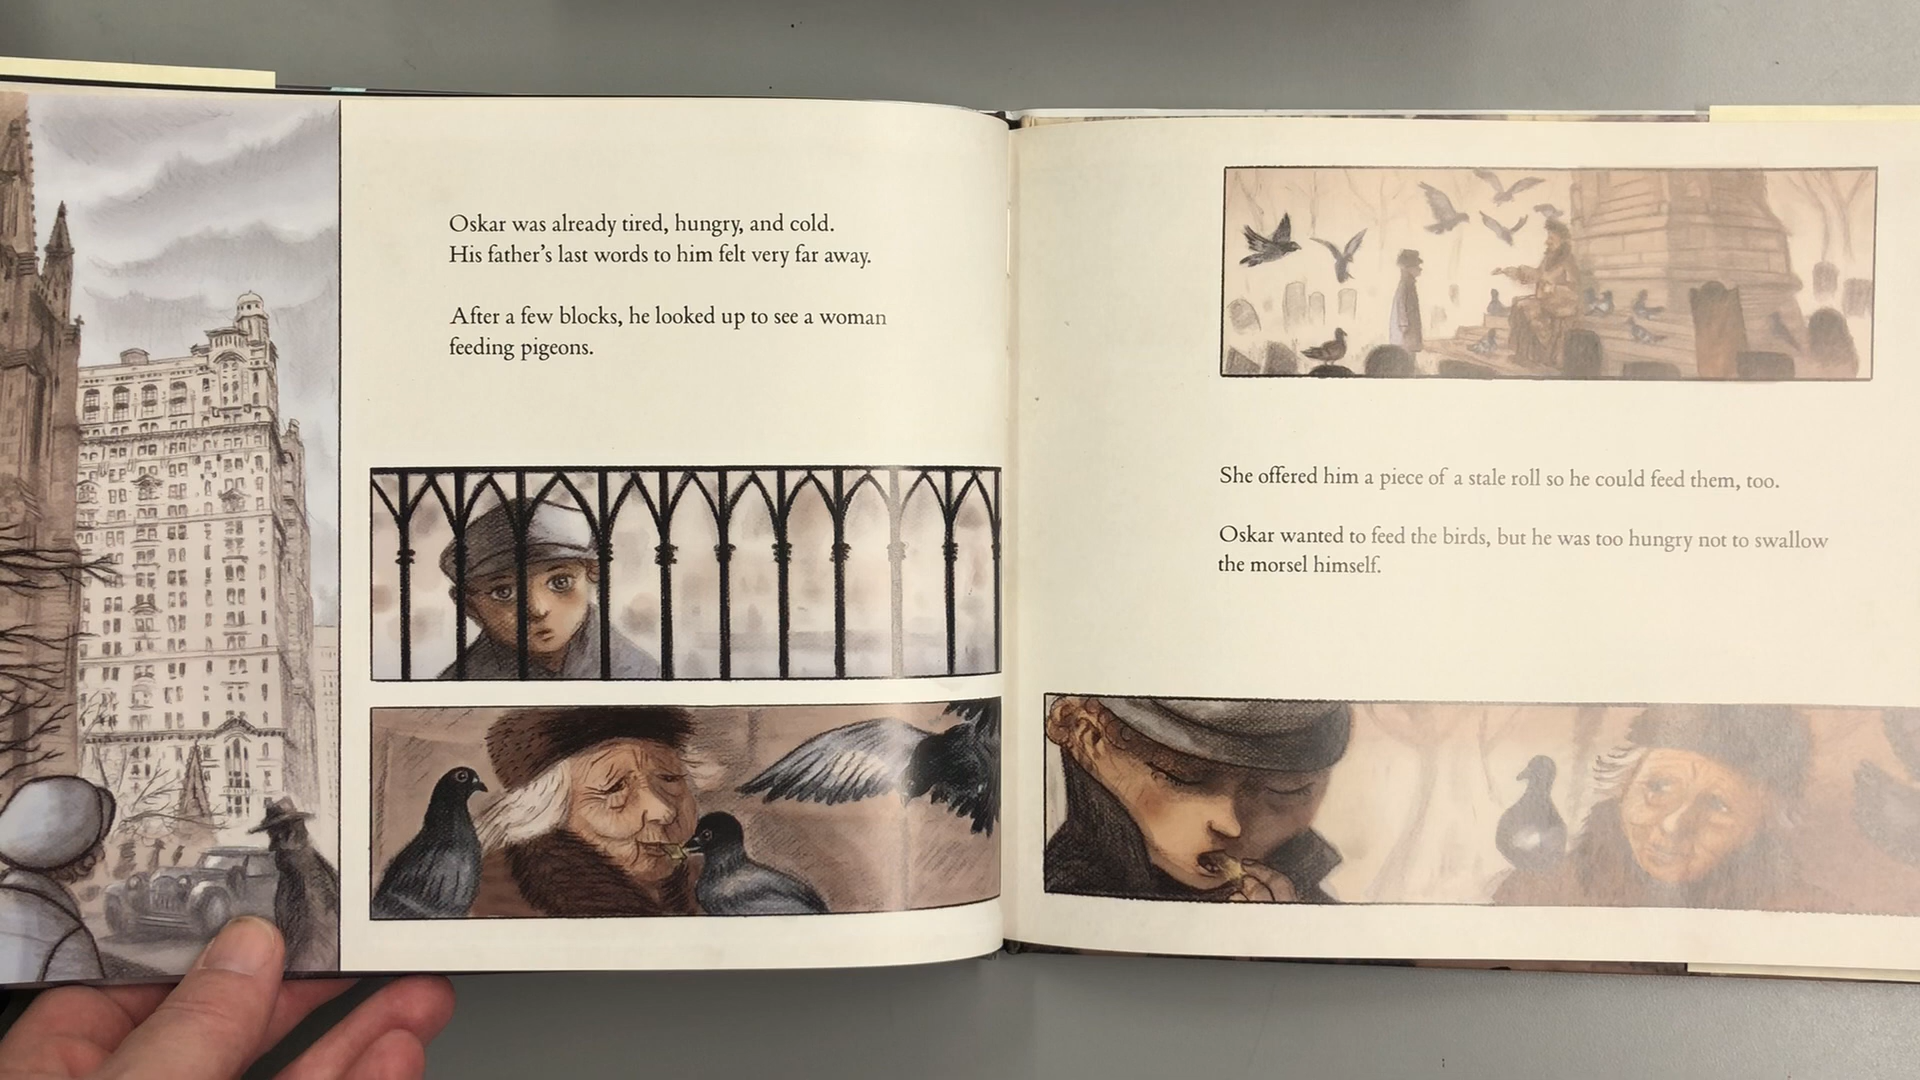 Oskar was already tired, hungry, and cold.
His father's last words to him felt very far away.
After a few blocks, he looked up to see a woman
feeding pigeons.
She offered him a piece of a stale roll so he could feed them, too.
Oskar wanted to feed the birds, but he was too hungry not to swallow
the morsel himself.